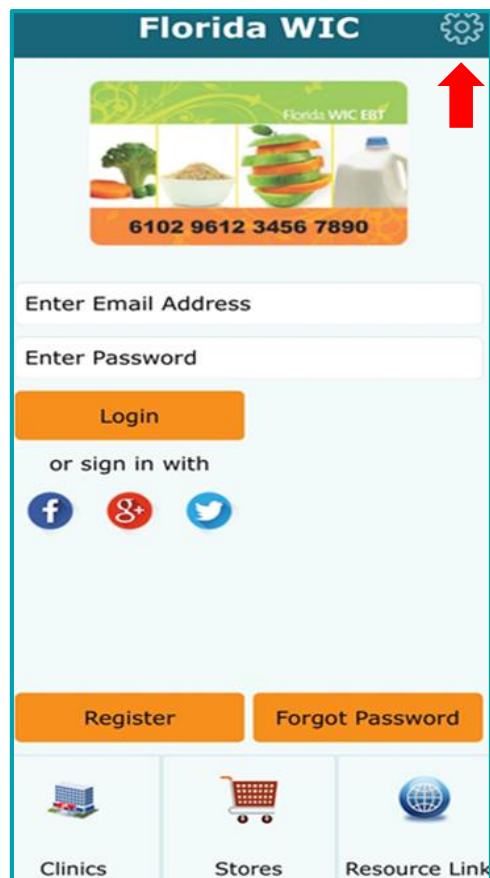 Florida WIC
Florida WIC EBT
6102 9612 3456 7890
Enter Email Address
Enter Password
Login
or sign in with
f 8+
Register Forgot Password
Clinics Stores Resource Link